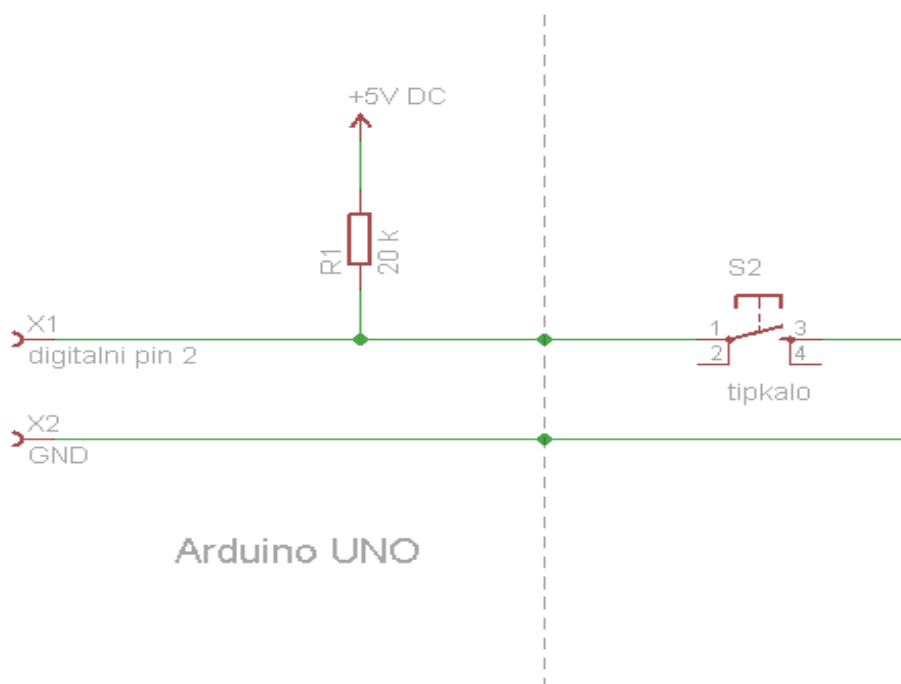 +5V DC
R1
20 k
S2
X1
1
3
digitalni pin 2
2
4
tipkalo
X2
GND
Arduino UNO